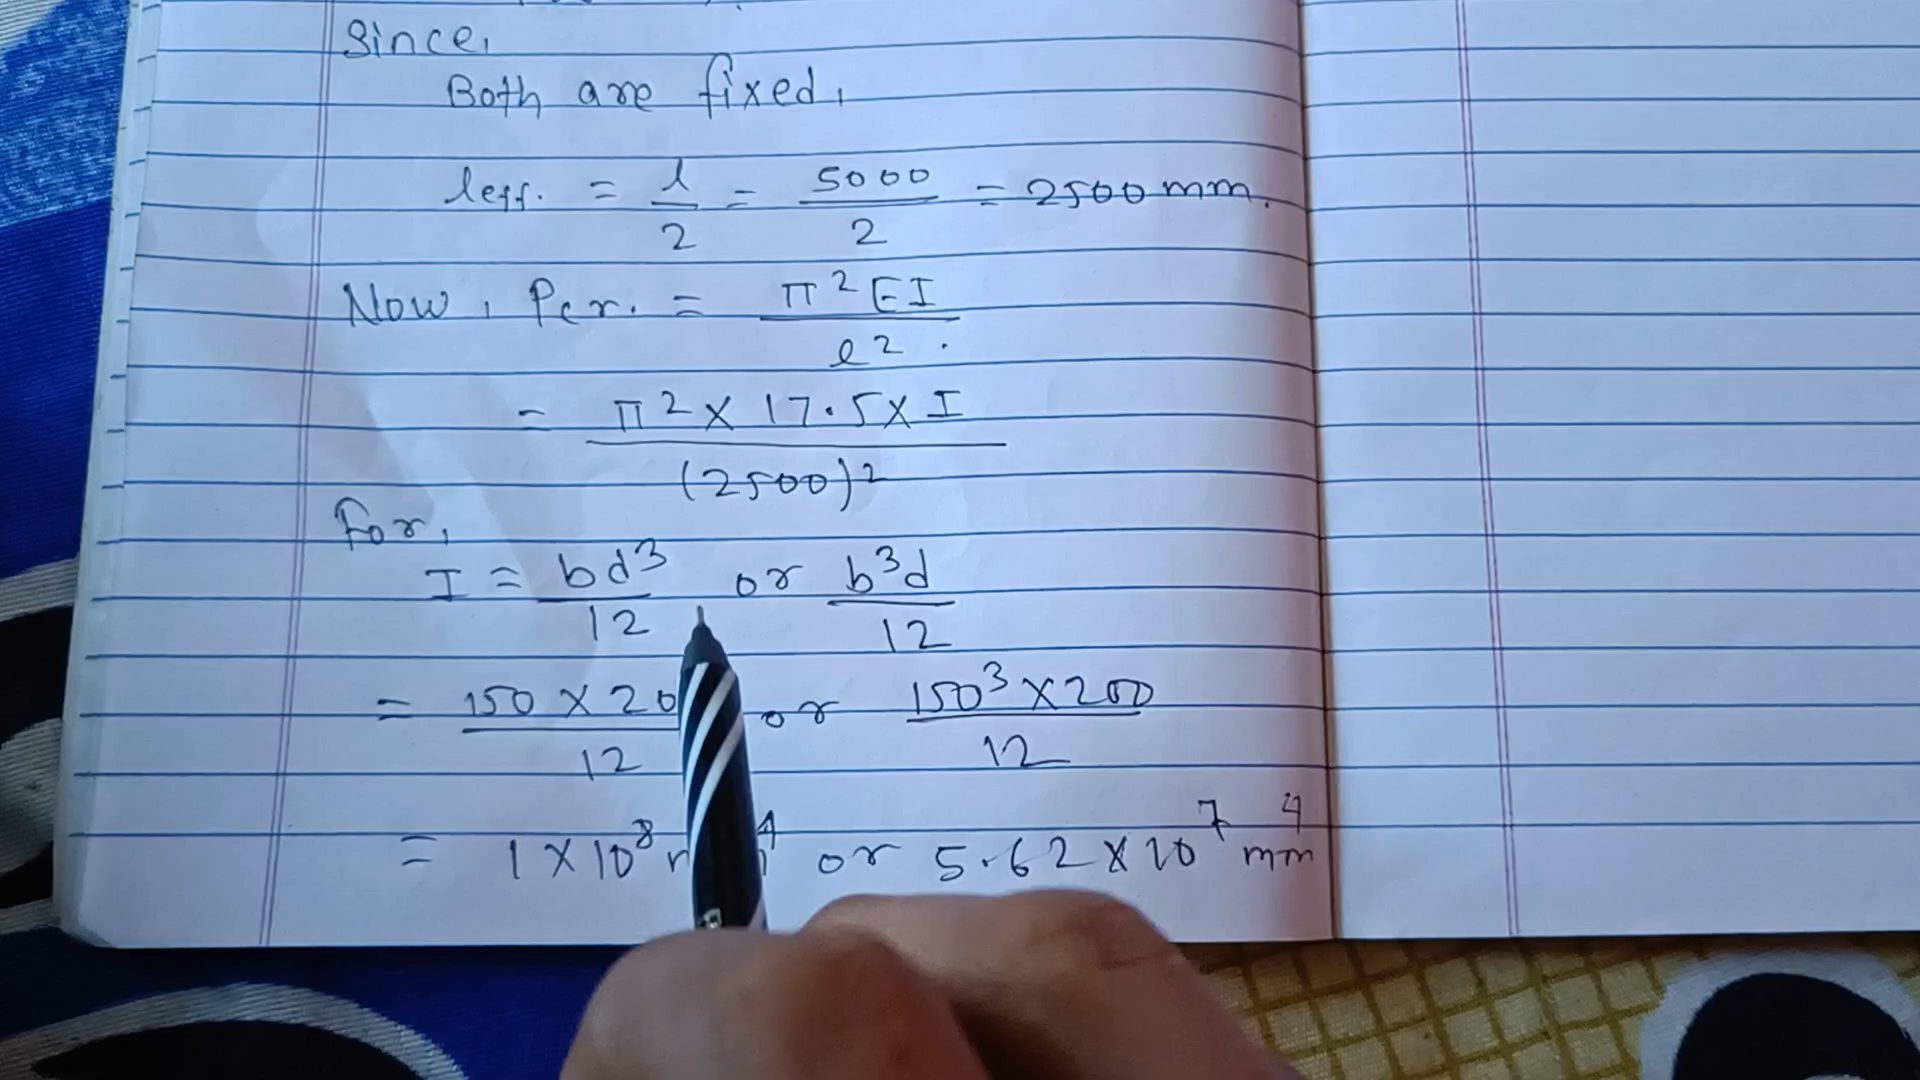 Since,
Both are fixed,
leff. = l/2 = 5000/2 = 2500 mm.
Now, Pcr. = π²EI/l².
= π² × 17.5 × I/(2500)²
For,
I = bd³/12 or b³d/12
= 150 × 20/12 or 150³ × 200/12
= 1 × 10⁸ 4 or 5.62 × 10⁷ mm⁴